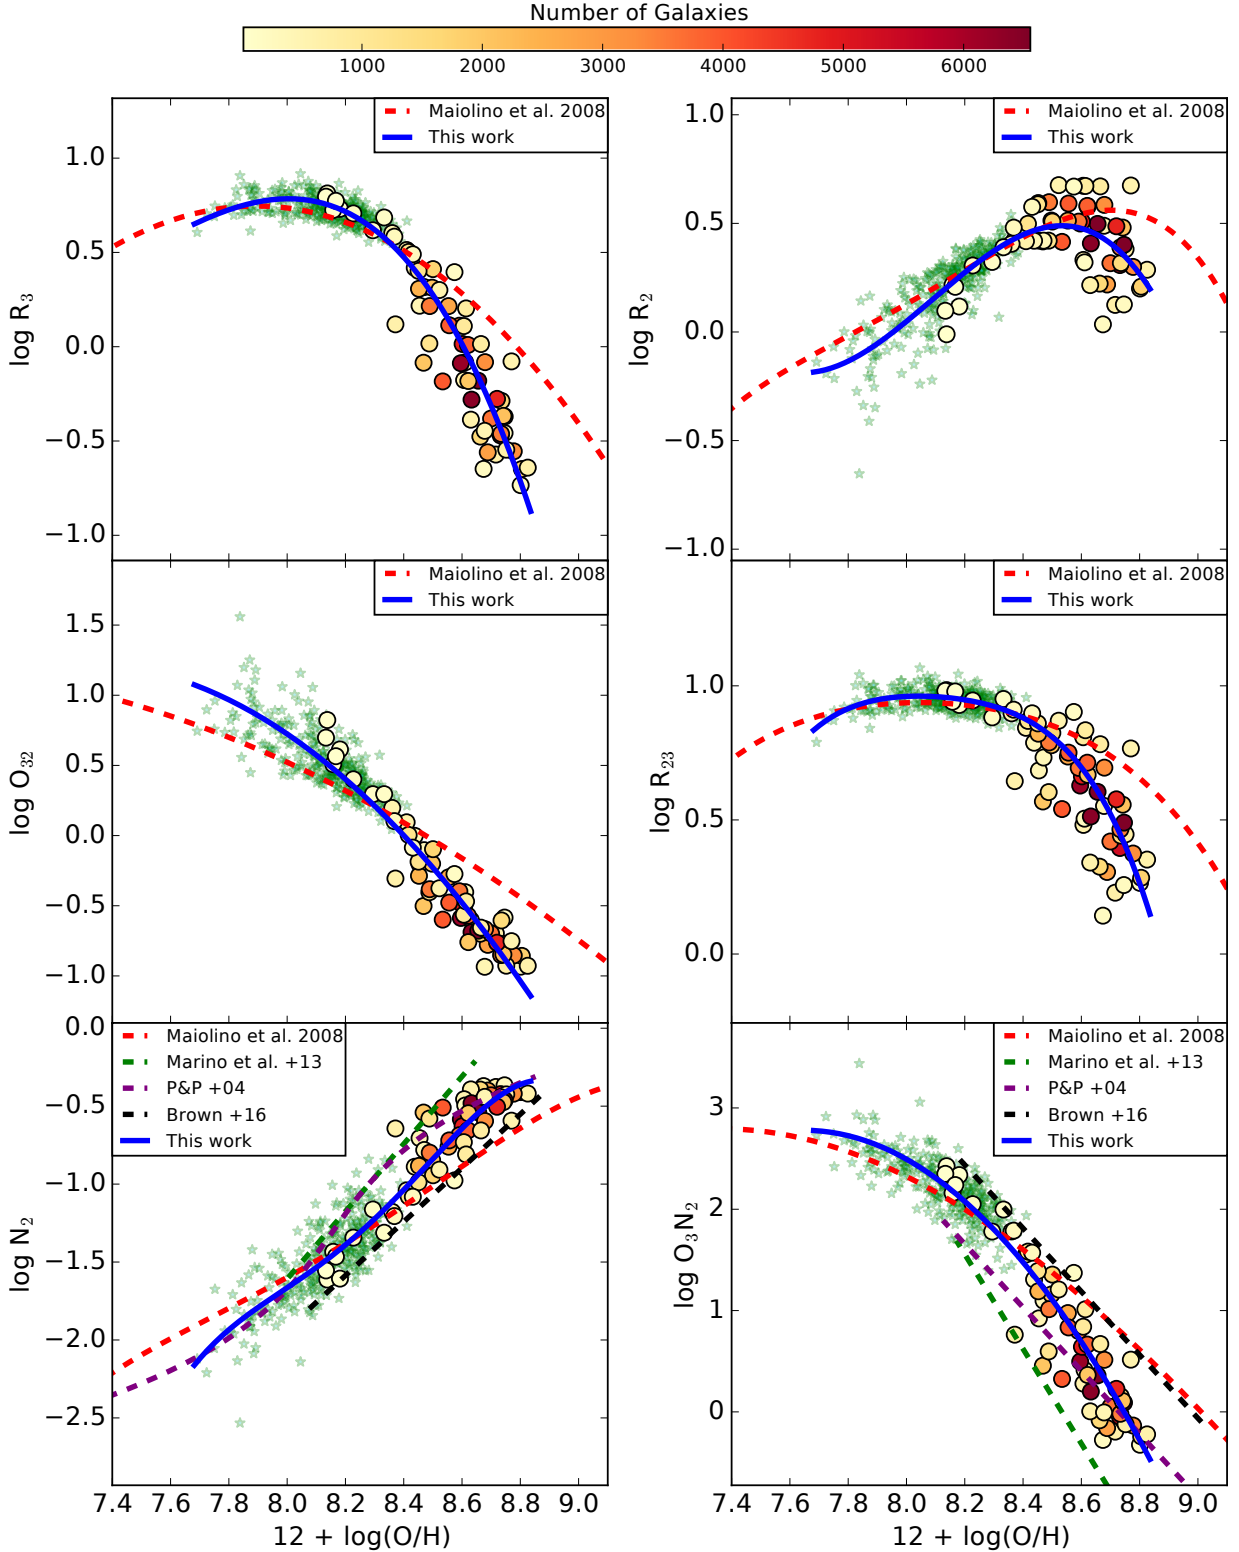 Number of Galaxies
1000 2000 3000 4000 5000 6000
Maiolino et al. 2008
This work
log R3
1.0
0.5
0.0
−0.5
−1.0
Maiolino et al. 2008
This work
log R2
1.0
0.5
0.0
−0.5
−1.0
Maiolino et al. 2008
This work
log O32
1.5
1.0
0.5
0.0
−0.5
−1.0
Maiolino et al. 2008
This work
log R23
1.0
0.5
0.0
Maiolino et al. 2008
Marino et al. +13
P&P +04
Brown +16
This work
log N2
0.0
−0.5
−1.0
−1.5
−2.0
−2.5
7.4 7.6 7.8 8.0 8.2 8.4 8.6 8.8 9.0
12 + log(O/H)
Maiolino et al. 2008
Marino et al. +13
P&P +04
Brown +16
This work
log O3N2
3
2
1
0
7.4 7.6 7.8 8.0 8.2 8.4 8.6 8.8 9.0
12 + log(O/H)